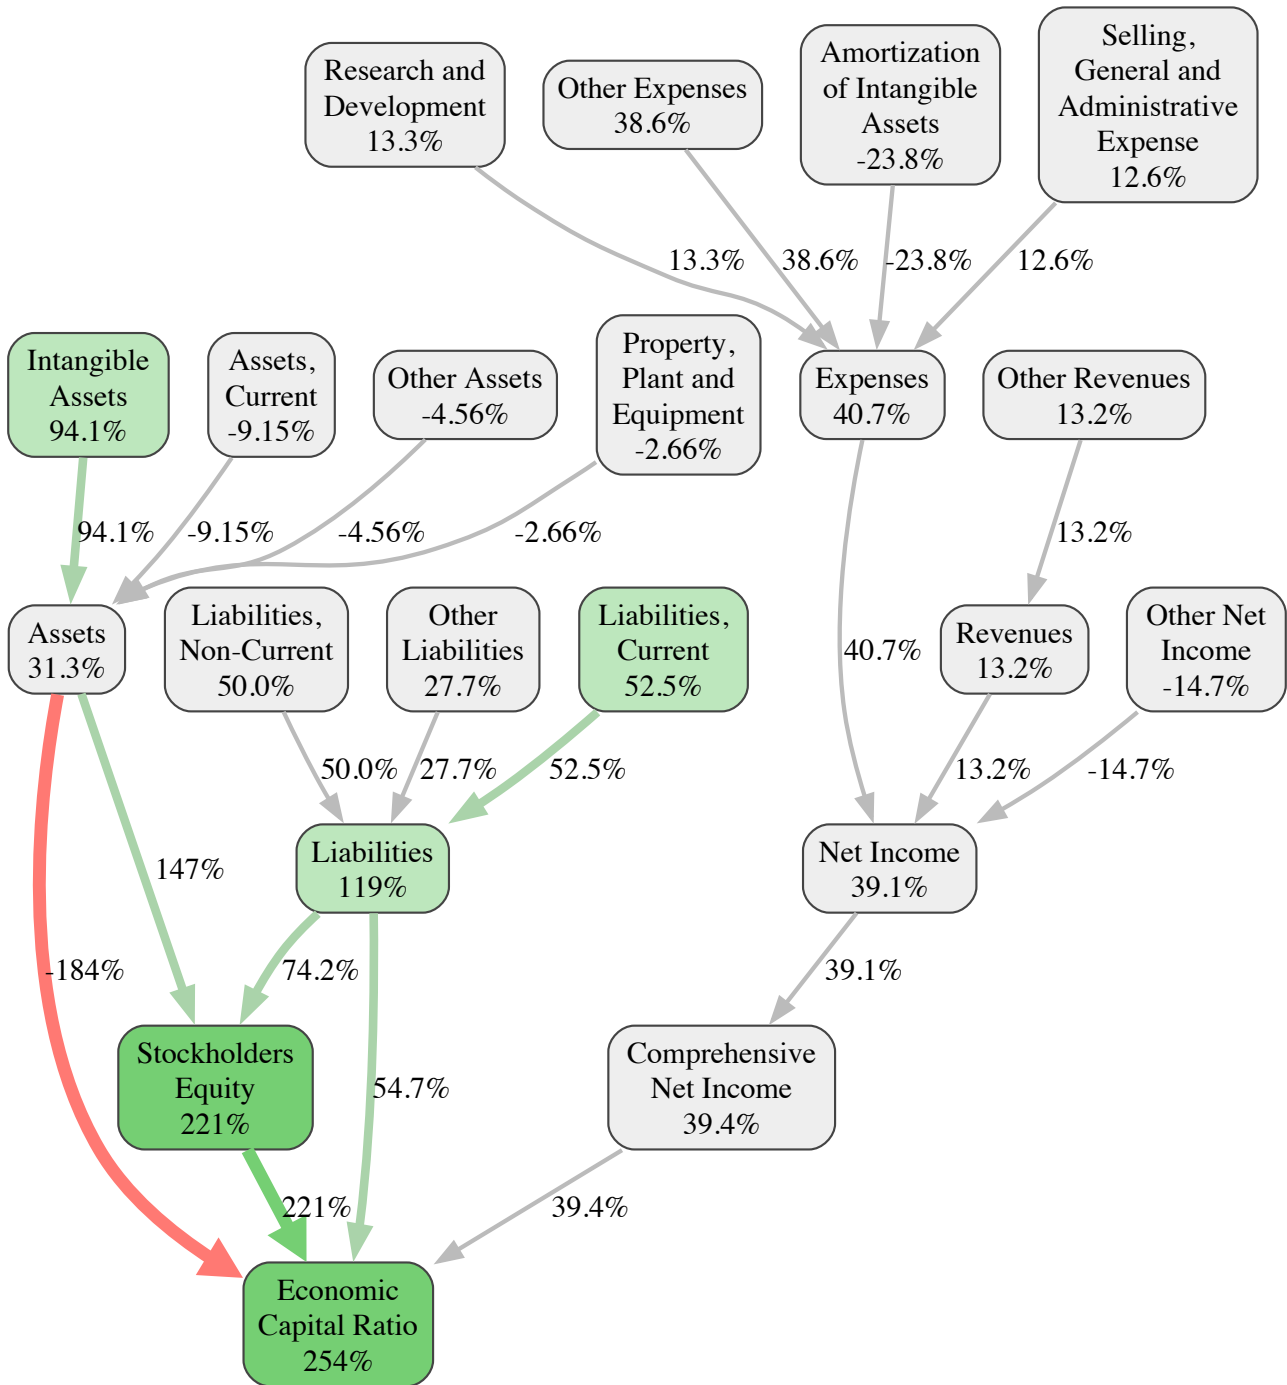 Research and
Development
13.3%
Other Expenses
38.6%
Amortization
of Intangible
Assets
-23.8%
Selling,
General and
Administrative
Expense
12.6%
13.3%
38.6%
-23.8%
12.6%
Intangible
Assets
94.1%
Assets,
Current
-9.15%
Other Assets
-4.56%
Property,
Plant and
Equipment
-2.66%
Expenses
40.7%
Other Revenues
13.2%
94.1%
-9.15%
-4.56%
-2.66%
13.2%
Assets
31.3%
Liabilities,
Non-Current
50.0%
Other
Liabilities
27.7%
Liabilities,
Current
52.5%
40.7%
Revenues
13.2%
Other Net
Income
-14.7%
50.0%
27.7%
52.5%
13.2%
-14.7%
147%
Liabilities
119%
Net Income
39.1%
-184%
74.2%
39.1%
Stockholders
Equity
221%
54.7%
Comprehensive
Net Income
39.4%
221%
39.4%
Economic
Capital Ratio
254%